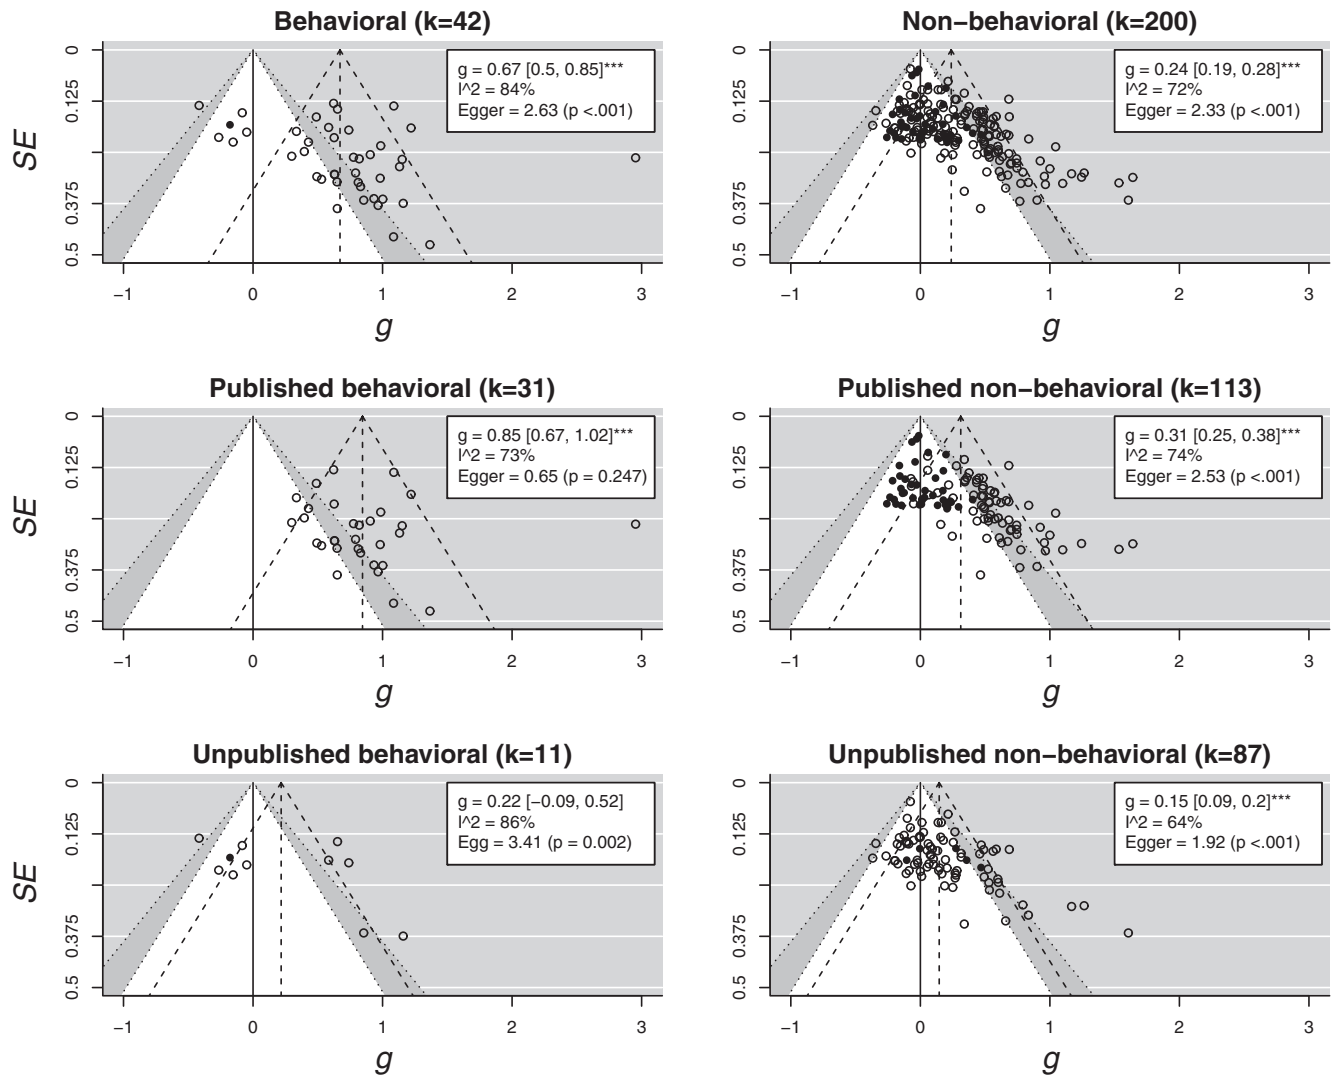 Behavioral (k=42)
g = 0.67 [0.5, 0.85]***
I^2 = 84%
Egger = 2.63 (p <.001)
SE
0
0.125
0.375
0.5
−1
0
1
2
3
g
Non−behavioral (k=200)
g = 0.24 [0.19, 0.28]***
I^2 = 72%
Egger = 2.33 (p <.001)
0
0.125
0.375
0.5
−1
0
1
2
3
g
Published behavioral (k=31)
g = 0.85 [0.67, 1.02]***
I^2 = 73%
Egger = 0.65 (p = 0.247)
SE
0
0.125
0.375
0.5
−1
0
1
2
3
g
Published non−behavioral (k=113)
g = 0.31 [0.25, 0.38]***
I^2 = 74%
Egger = 2.53 (p <.001)
0
0.125
0.375
0.5
−1
0
1
2
3
g
Unpublished behavioral (k=11)
g = 0.22 [−0.09, 0.52]
I^2 = 86%
Egg = 3.41 (p = 0.002)
SE
0
0.125
0.375
0.5
−1
0
1
2
3
g
Unpublished non−behavioral (k=87)
g = 0.15 [0.09, 0.2]***
I^2 = 64%
Egger = 1.92 (p <.001)
0
0.125
0.375
0.5
−1
0
1
2
3
g